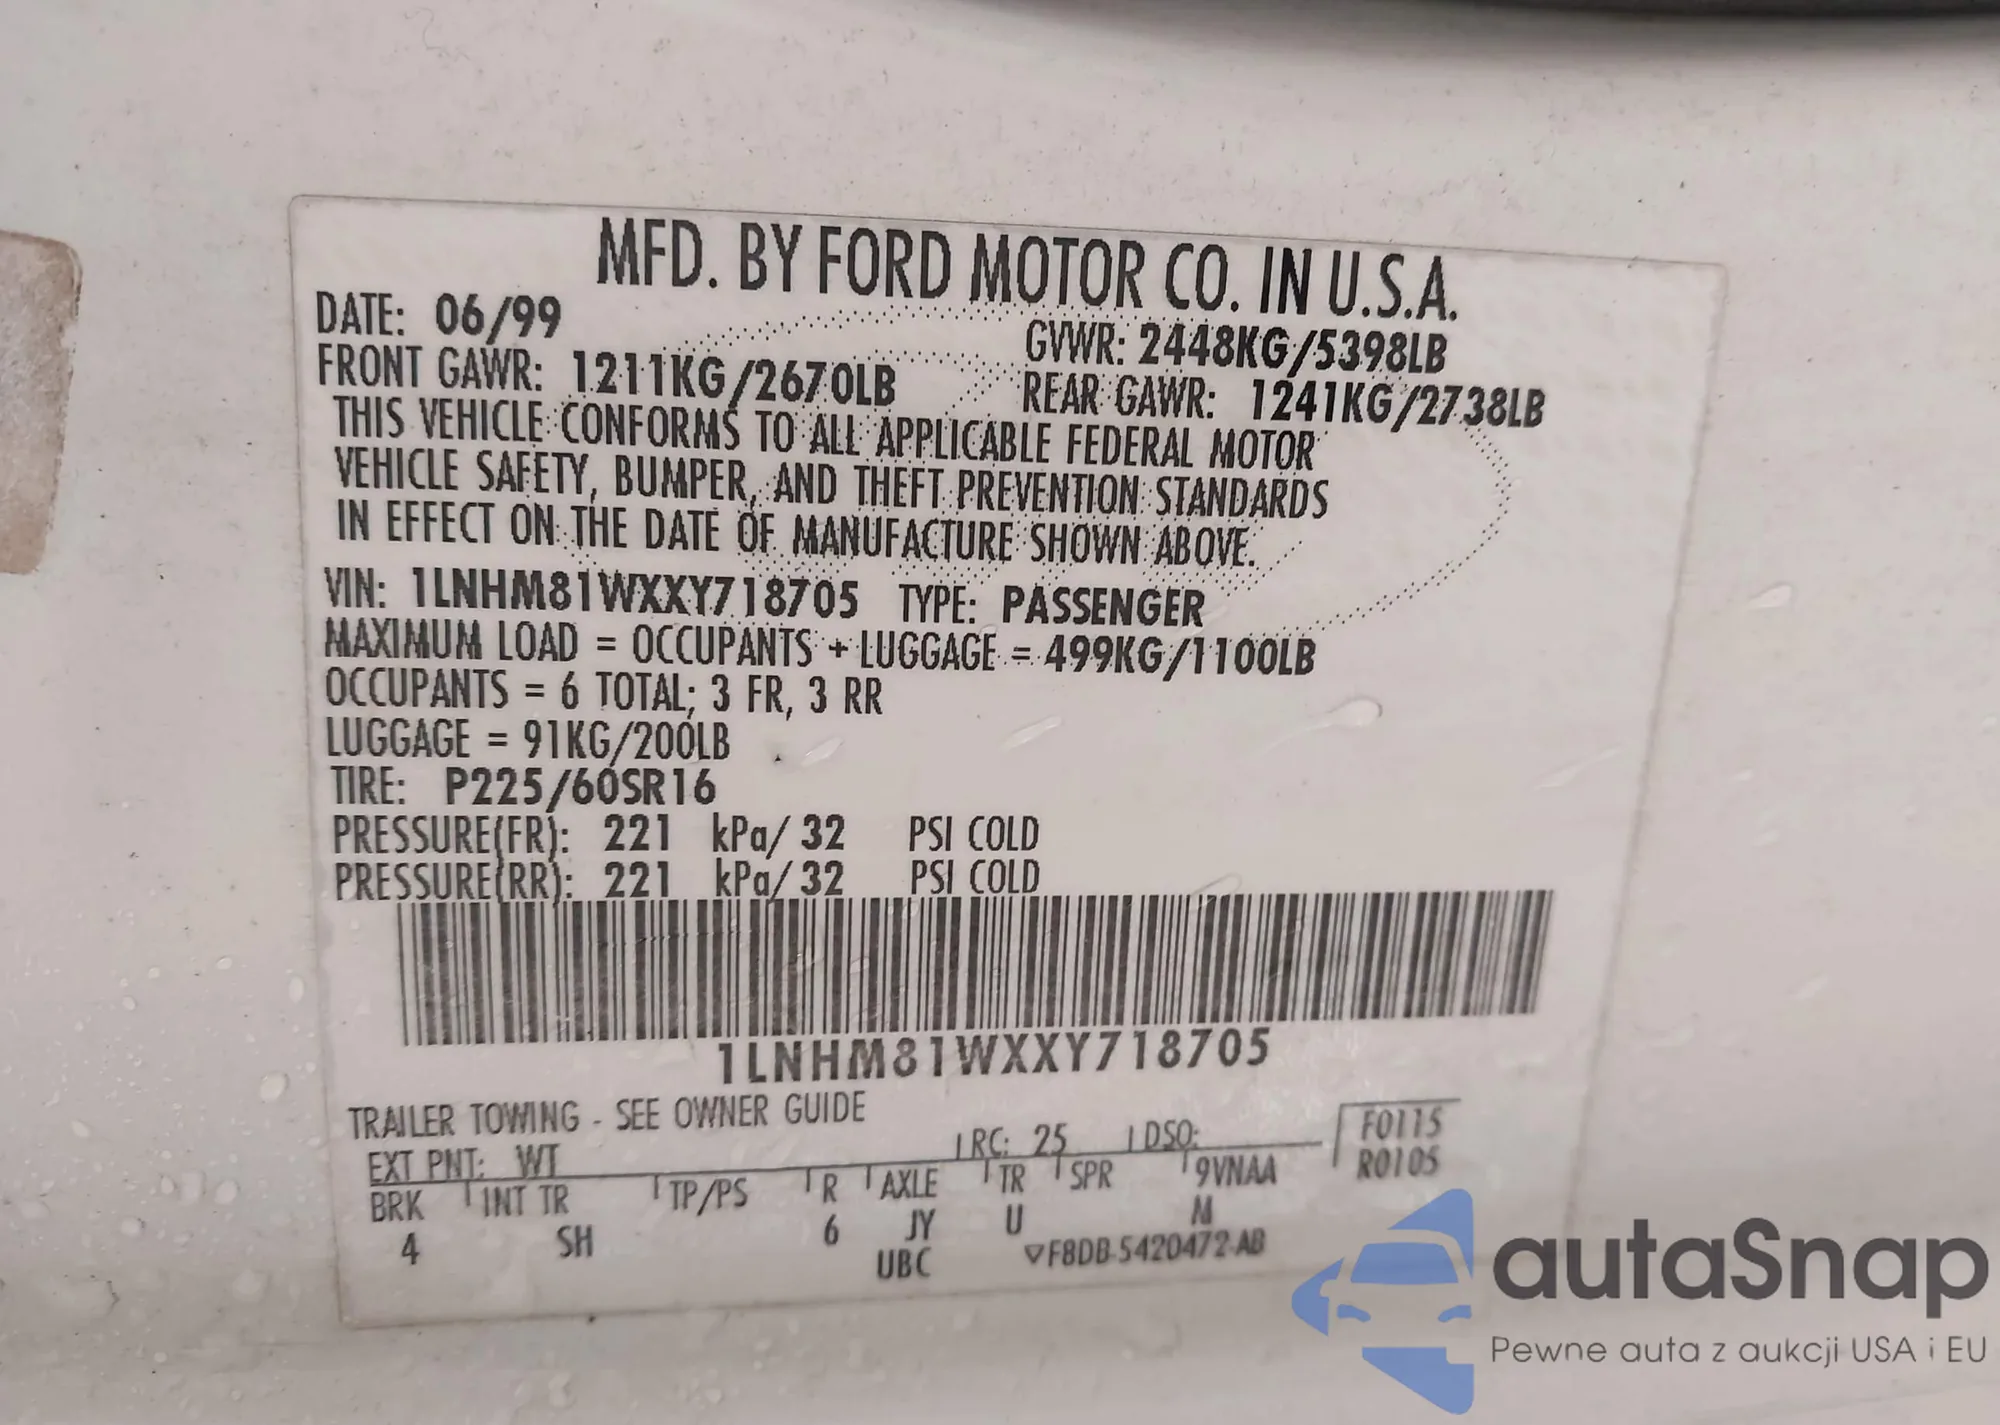 MFD. BY FORD MOTOR CO. IN U.S.A.
DATE: 06/99 GVWR: 2448KG/5398LB
FRONT GAWR: 1211KG/2670LB REAR GAWR: 1241KG/2738LB
THIS VEHICLE CONFORMS TO ALL APPLICABLE FEDERAL MOTOR
VEHICLE SAFETY, BUMPER, AND THEFT PREVENTION STANDARDS
IN EFFECT ON THE DATE OF MANUFACTURE SHOWN ABOVE.
VIN: 1LNHM81WXXY718705 TYPE: PASSENGER
MAXIMUM LOAD = OCCUPANTS + LUGGAGE = 499KG/1100LB
OCCUPANTS = 6 TOTAL; 3 FR, 3 RR
LUGGAGE = 91KG/200LB
TIRE: P225/60SR16
PRESSURE(FR): 221 kPa/ 32 PSI COLD
PRESSURE(RR): 221 kPa/ 32 PSI COLD
1LNHM81WXXY718705
TRAILER TOWING - SEE OWNER GUIDE
EXT PNT: WT RC: 25 DSO: F0115
R0105
BRK INT TR TP/PS R AXLE TR SPR 9VNAA
4 SH 6 JY U M
UBC ▽F8DB-5420472-AB
autaSnap
Pewne auta z aukcji USA i EU